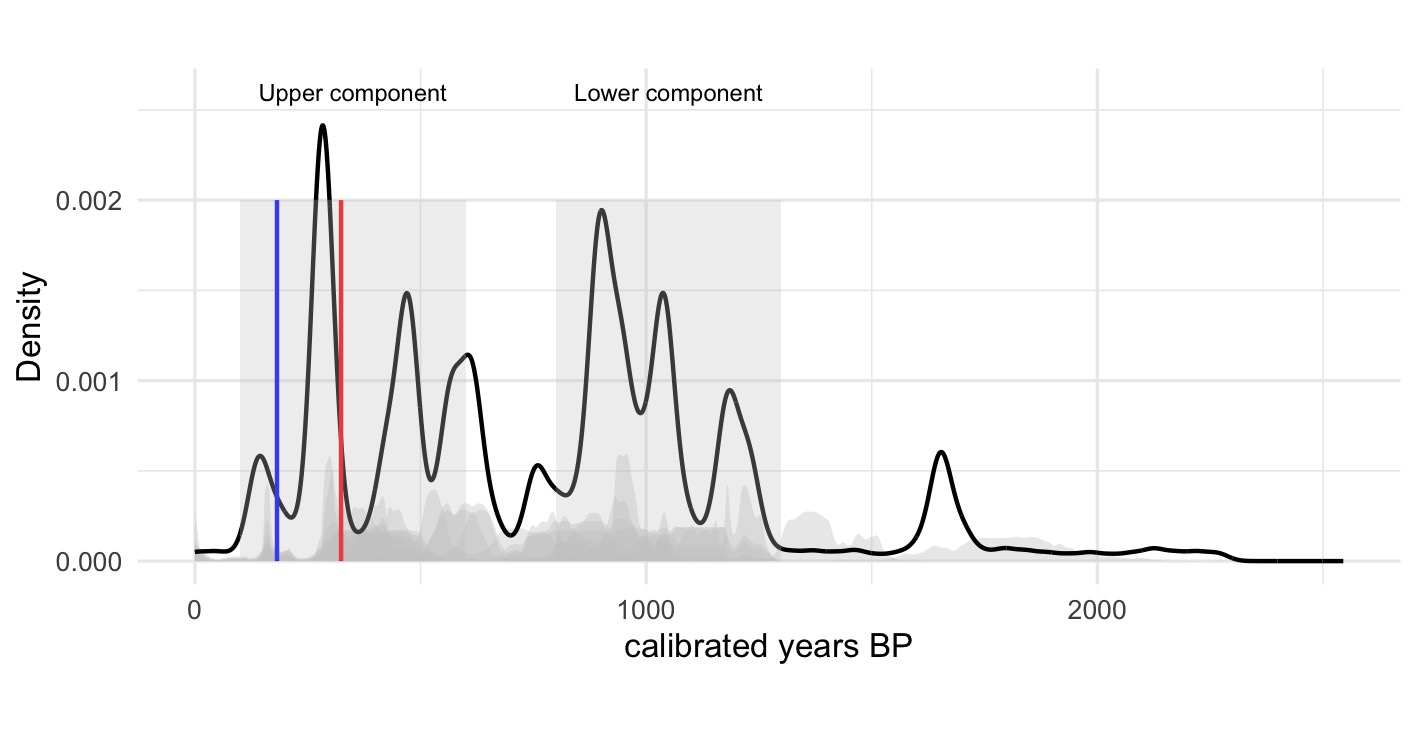 Upper component
Lower component
Density
0.002
0.001
0.000
0
1000
2000
calibrated years BP